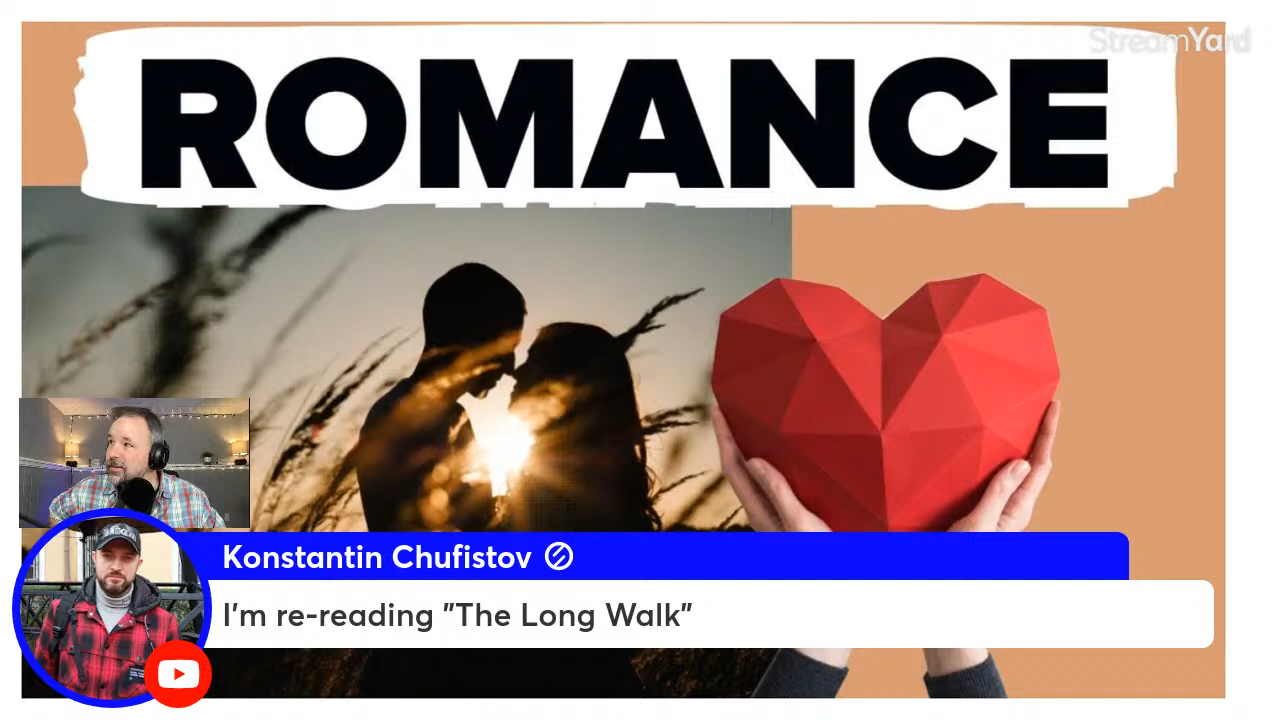 StreamYard
ROMANCE
Konstantin Chufistov
I'm re-reading "The Long Walk"